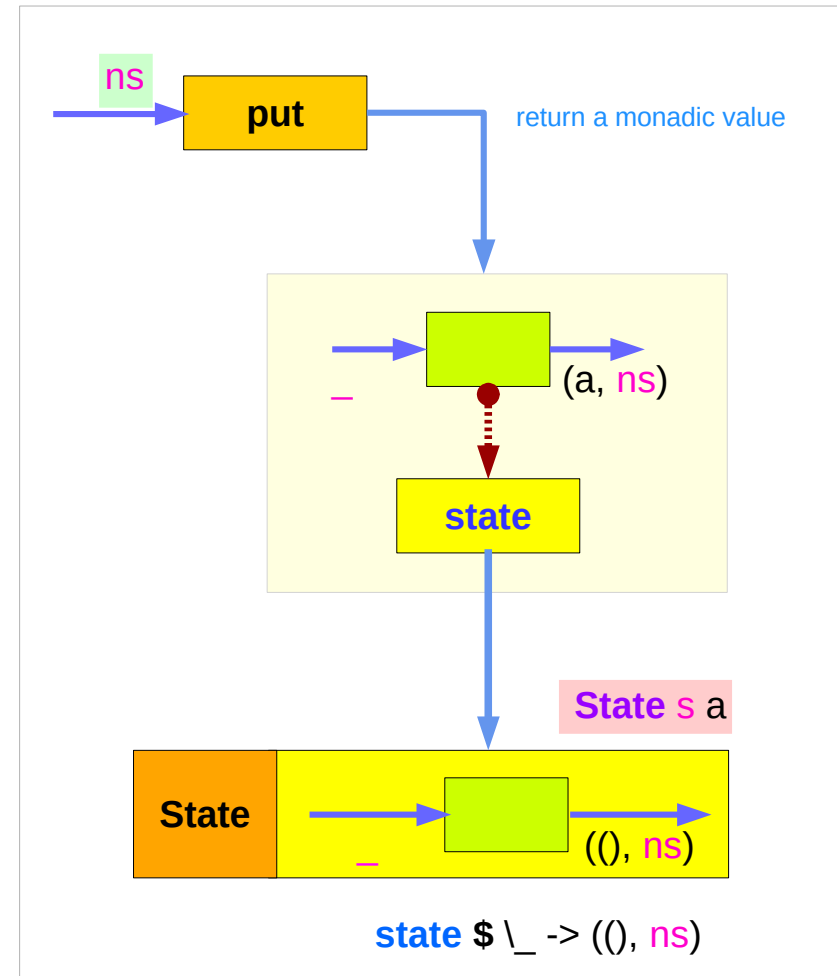 ns
put
return a monadic value
_
(a, ns)
state
State s a
State
_
((), ns)
state $ \_ -> ((), ns)